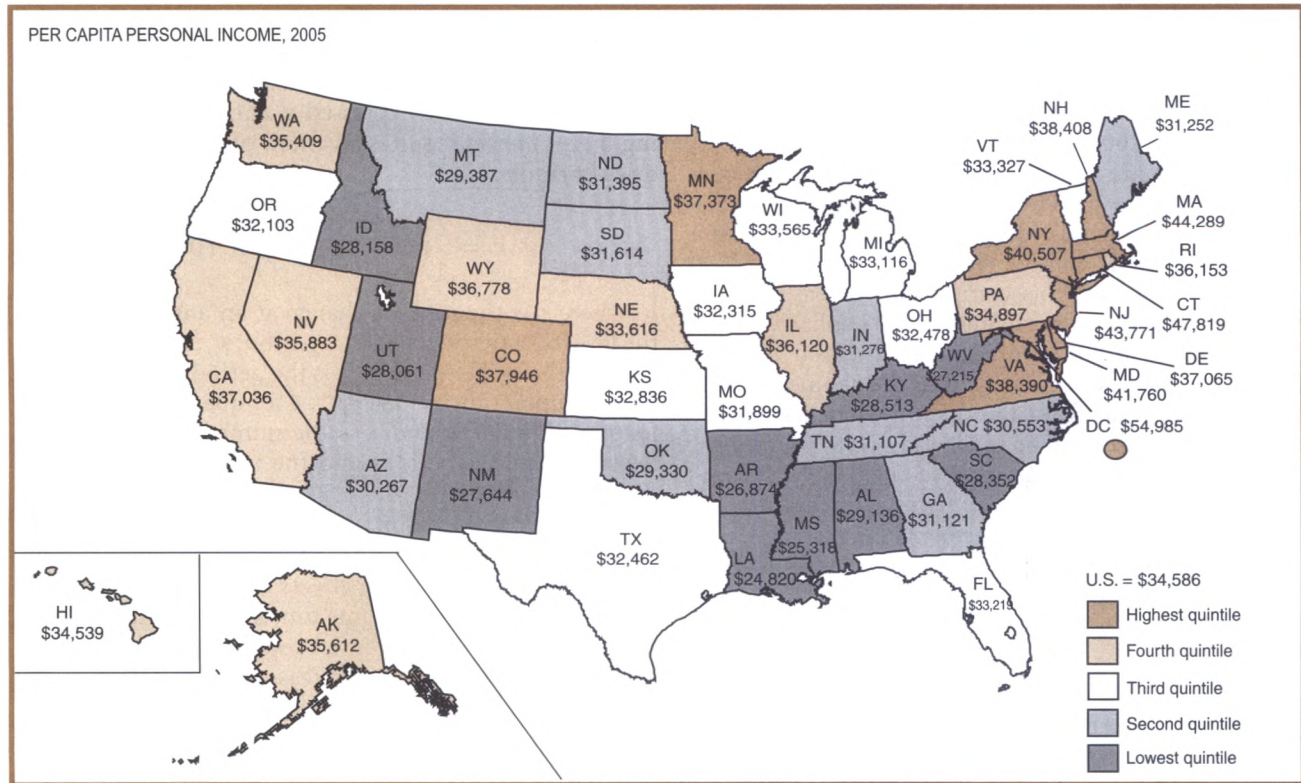 PER CAPITA PERSONAL INCOME, 2005
WA
$35,409
OR
$32,103
CA
$37,036
NV
$35,883
ID
$28,158
MT
$29,387
WY
$36,778
UT
$28,061
CO
$37,946
AZ
$30,267
NM
$27,644
ND
$31,395
SD
$31,614
NE
$33,616
KS
$32,836
OK
$29,330
TX
$32,462
MN
$37,373
IA
$32,315
MO
$31,899
AR
$26,874
LA
$24,820
WI
$33,565
IL
$36,120
MI
$33,116
IN
$31,276
OH
$32,478
KY
$28,513
TN $31,107
MS
$25,318
AL
$29,136
GA
$31,121
FL
$33,219
SC
$28,352
NC $30,553
WV
$27,215
VA
$38,390
PA
$34,897
NY
$40,507
VT
$33,327
NH
$38,408
ME
$31,252
MA
$44,289
RI
$36,153
CT
$47,819
NJ
$43,771
DE
$37,065
MD
$41,760
DC $54,985
HI
$34,539
AK
$35,612
U.S. = $34,586
Highest quintile
Fourth quintile
Third quintile
Second quintile
Lowest quintile